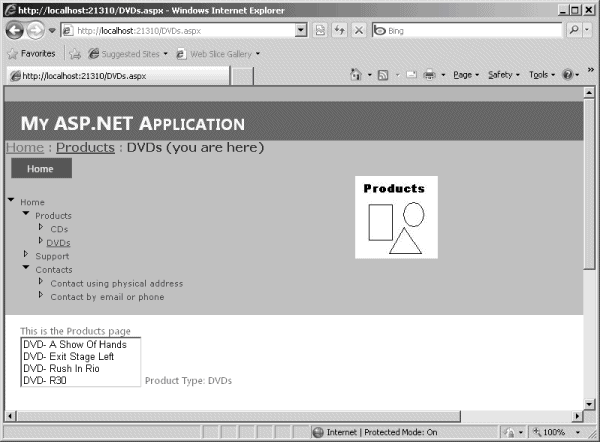 http://localhost:21310/DVDs.aspx - Windows Internet Explorer
http://localhost:21310/DVDs.aspx
Bing
Favorites
Suggested Sites
Web Slice Gallery
http://localhost:21310/DVDs.aspx
Page
Safety
Tools
MY ASP.NET APPLICATION
Home : Products : DVDs (you are here)
Home
Products
Home
Products
CDs
DVDs
Support
Contacts
Contact using physical address
Contact by email or phone
This is the Products page
DVD- A Show Of Hands
DVD- Exit Stage Left
DVD- Rush In Rio
DVD- R30
Product Type: DVDs
Internet | Protected Mode: On
100%